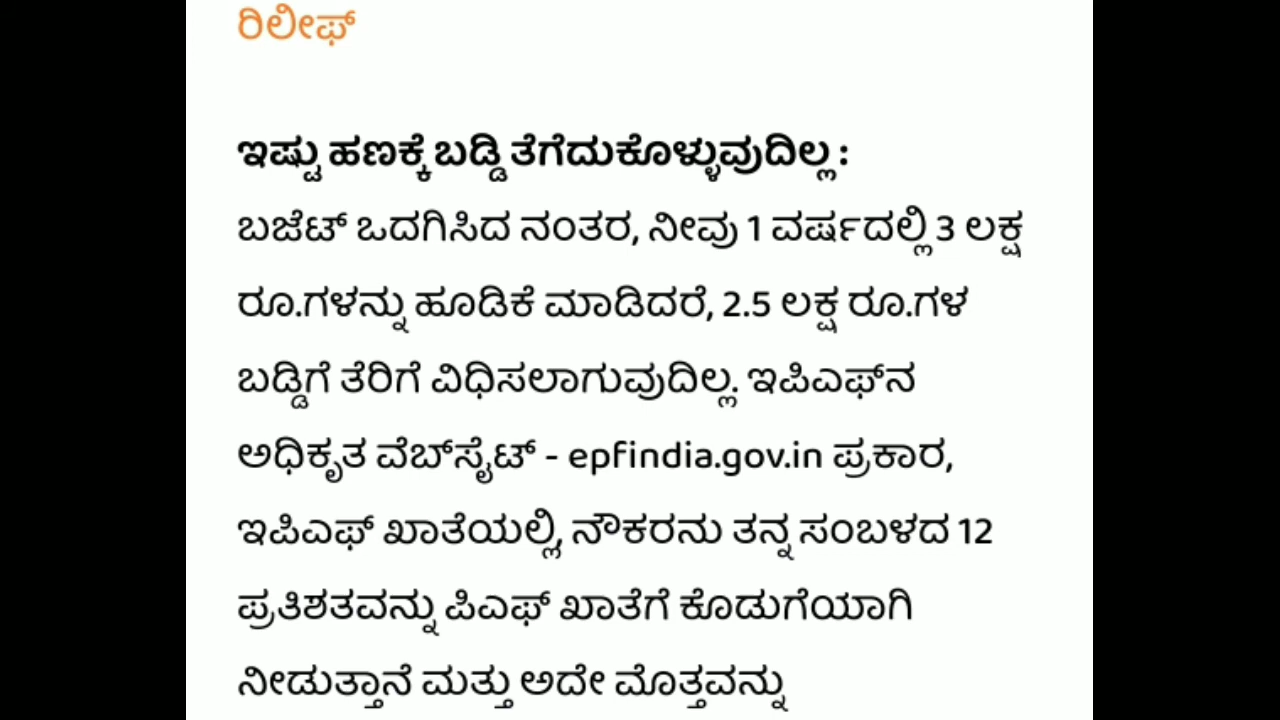 ರಿಲೀಫ್
ಇಷ್ಟು ಹಣಕ್ಕೆ ಬಡ್ಡಿ ತೆಗೆದುಕೊಳ್ಳುವುದಿಲ್ಲ :
ಬಜೆಟ್ ಒದಗಿಸಿದ ನಂತರ, ನೀವು 1 ವರ್ಷದಲ್ಲಿ 3 ಲಕ್ಷ
ರೂ.ಗಳನ್ನು ಹೂಡಿಕೆ ಮಾಡಿದರೆ, 2.5 ಲಕ್ಷ ರೂ.ಗಳ
ಬಡ್ಡಿಗೆ ತೆರಿಗೆ ವಿಧಿಸಲಾಗುವುದಿಲ್ಲ. ಇಪಿಎಫ್‌ನ
ಅಧಿಕೃತ ವೆಬ್‌ಸೈಟ್ - epfindia.gov.in ಪ್ರಕಾರ,
ಇಪಿಎಫ್ ಖಾತೆಯಲ್ಲಿ, ನೌಕರನು ತನ್ನ ಸಂಬಳದ 12
ಪ್ರತಿಶತವನ್ನು ಪಿಎಫ್ ಖಾತೆಗೆ ಕೊಡುಗೆಯಾಗಿ
ನೀಡುತ್ತಾನೆ ಮತ್ತು ಅದೇ ಮೊತ್ತವನ್ನು